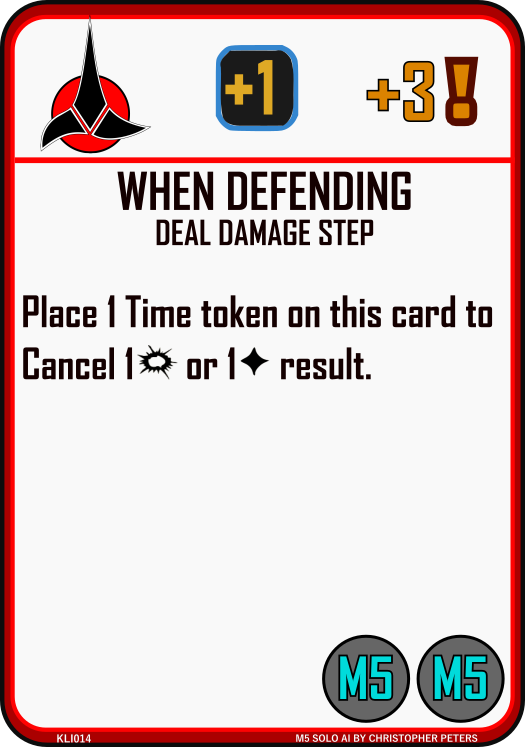 +1 +3!
WHEN DEFENDING
DEAL DAMAGE STEP
Place 1 Time token on this card to
Cancel 1 or 1 result.
M5 M5
KLI014 M5 SOLO AI BY CHRISTOPHER PETERS